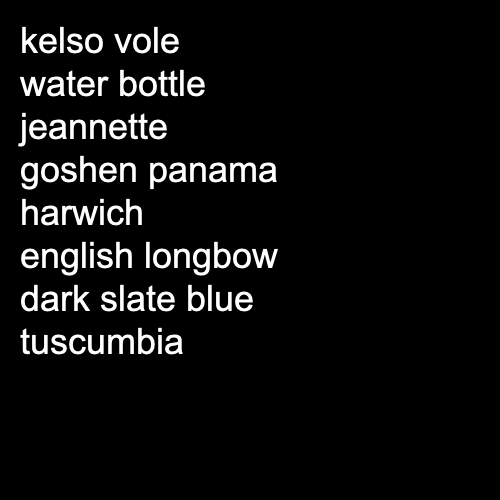 kelso vole
water bottle
jeannette
goshen panama
harwich
english longbow
dark slate blue
tuscumbia